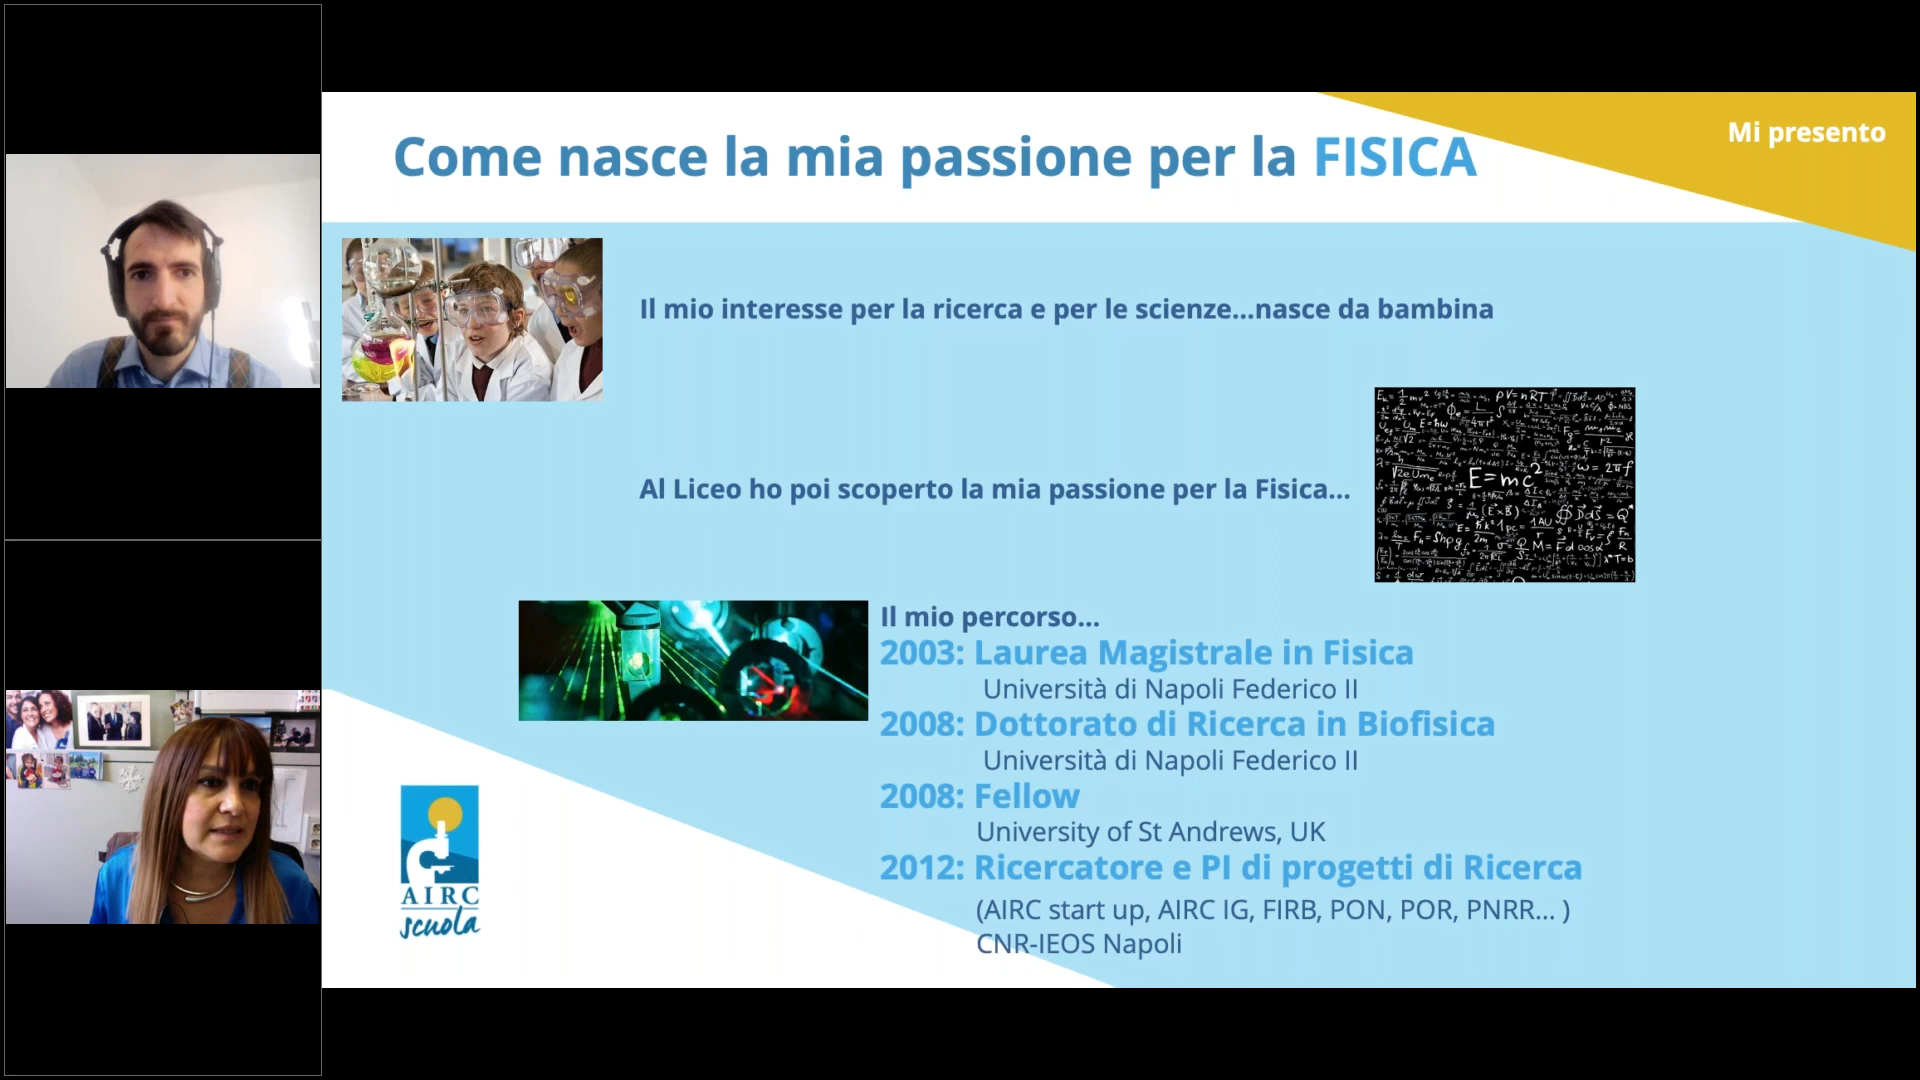 Mi presento
Come nasce la mia passione per la FISICA
Il mio interesse per la ricerca e per le scienze...nasce da bambina
Al Liceo ho poi scoperto la mia passione per la Fisica...
E=mc²
Il mio percorso...
2003: Laurea Magistrale in Fisica
Università di Napoli Federico II
2008: Dottorato di Ricerca in Biofisica
Università di Napoli Federico II
2008: Fellow
University of St Andrews, UK
2012: Ricercatore e PI di progetti di Ricerca
(AIRC start up, AIRC IG, FIRB, PON, POR, PNRR... )
CNR-IEOS Napoli
AIRC
scuola